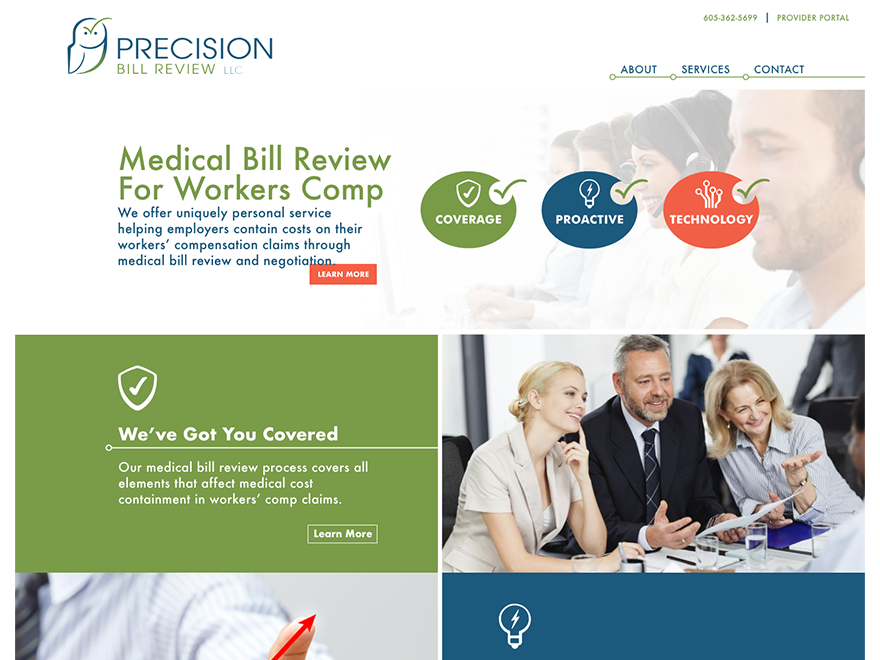 605-362-5699 | PROVIDER PORTAL
PRECISION
BILL REVIEW LLC
ABOUT SERVICES CONTACT
Medical Bill Review
For Workers Comp
We offer uniquely personal service
helping employers contain costs on their
workers’ compensation claims through
medical bill review and negotiation.
LEARN MORE
COVERAGE
PROACTIVE
TECHNOLOGY
We’ve Got You Covered
Our medical bill review process covers all
elements that affect medical cost
containment in workers’ comp claims.
Learn More